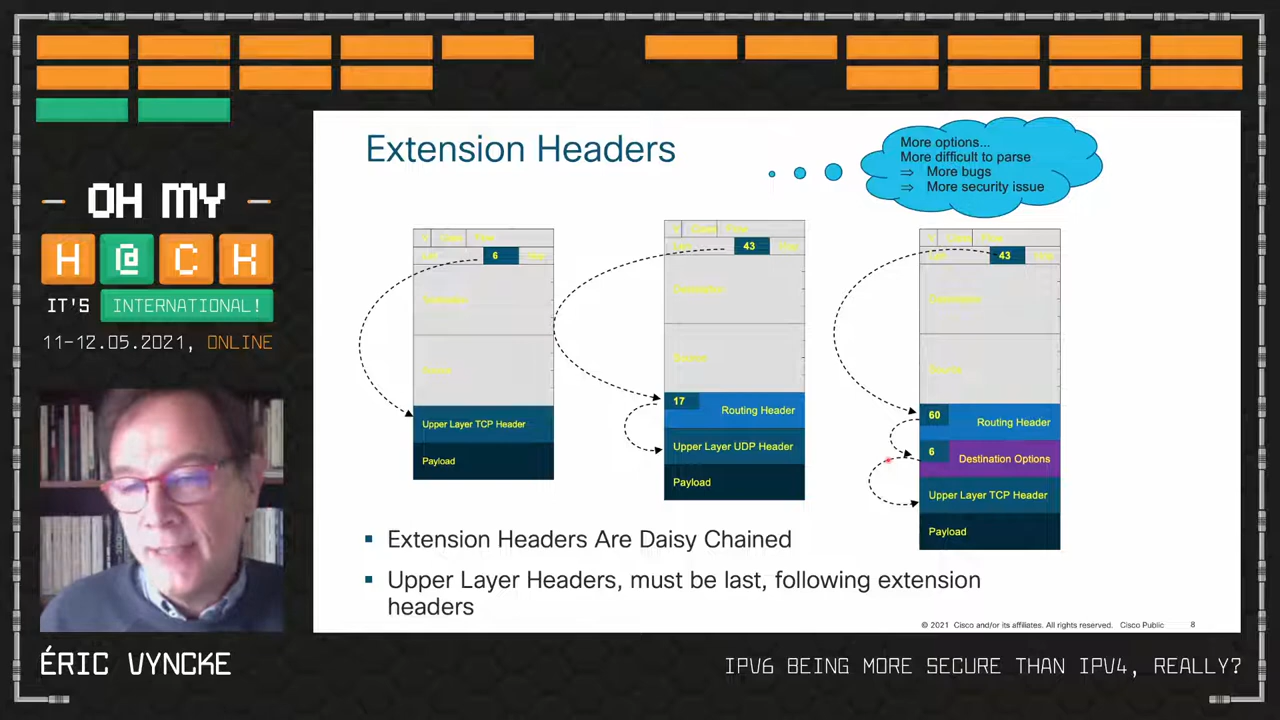 OH MY
H@CK
IT'S INTERNATIONAL!
11-12.05.2021, ONLINE
Extension Headers
More options...
More difficult to parse
⇒ More bugs
⇒ More security issue
6
Upper Layer TCP Header
Payload
43
17
Routing Header
Upper Layer UDP Header
Payload
43
60
Routing Header
6
Destination Options
Upper Layer TCP Header
Payload
▪ Extension Headers Are Daisy Chained
▪ Upper Layer Headers, must be last, following extension
headers
© 2021 Cisco and/or its affiliates. All rights reserved. Cisco Public
8
ÉRIC VYNCKE
IPV6 BEING MORE SECURE THAN IPV4, REALLY?